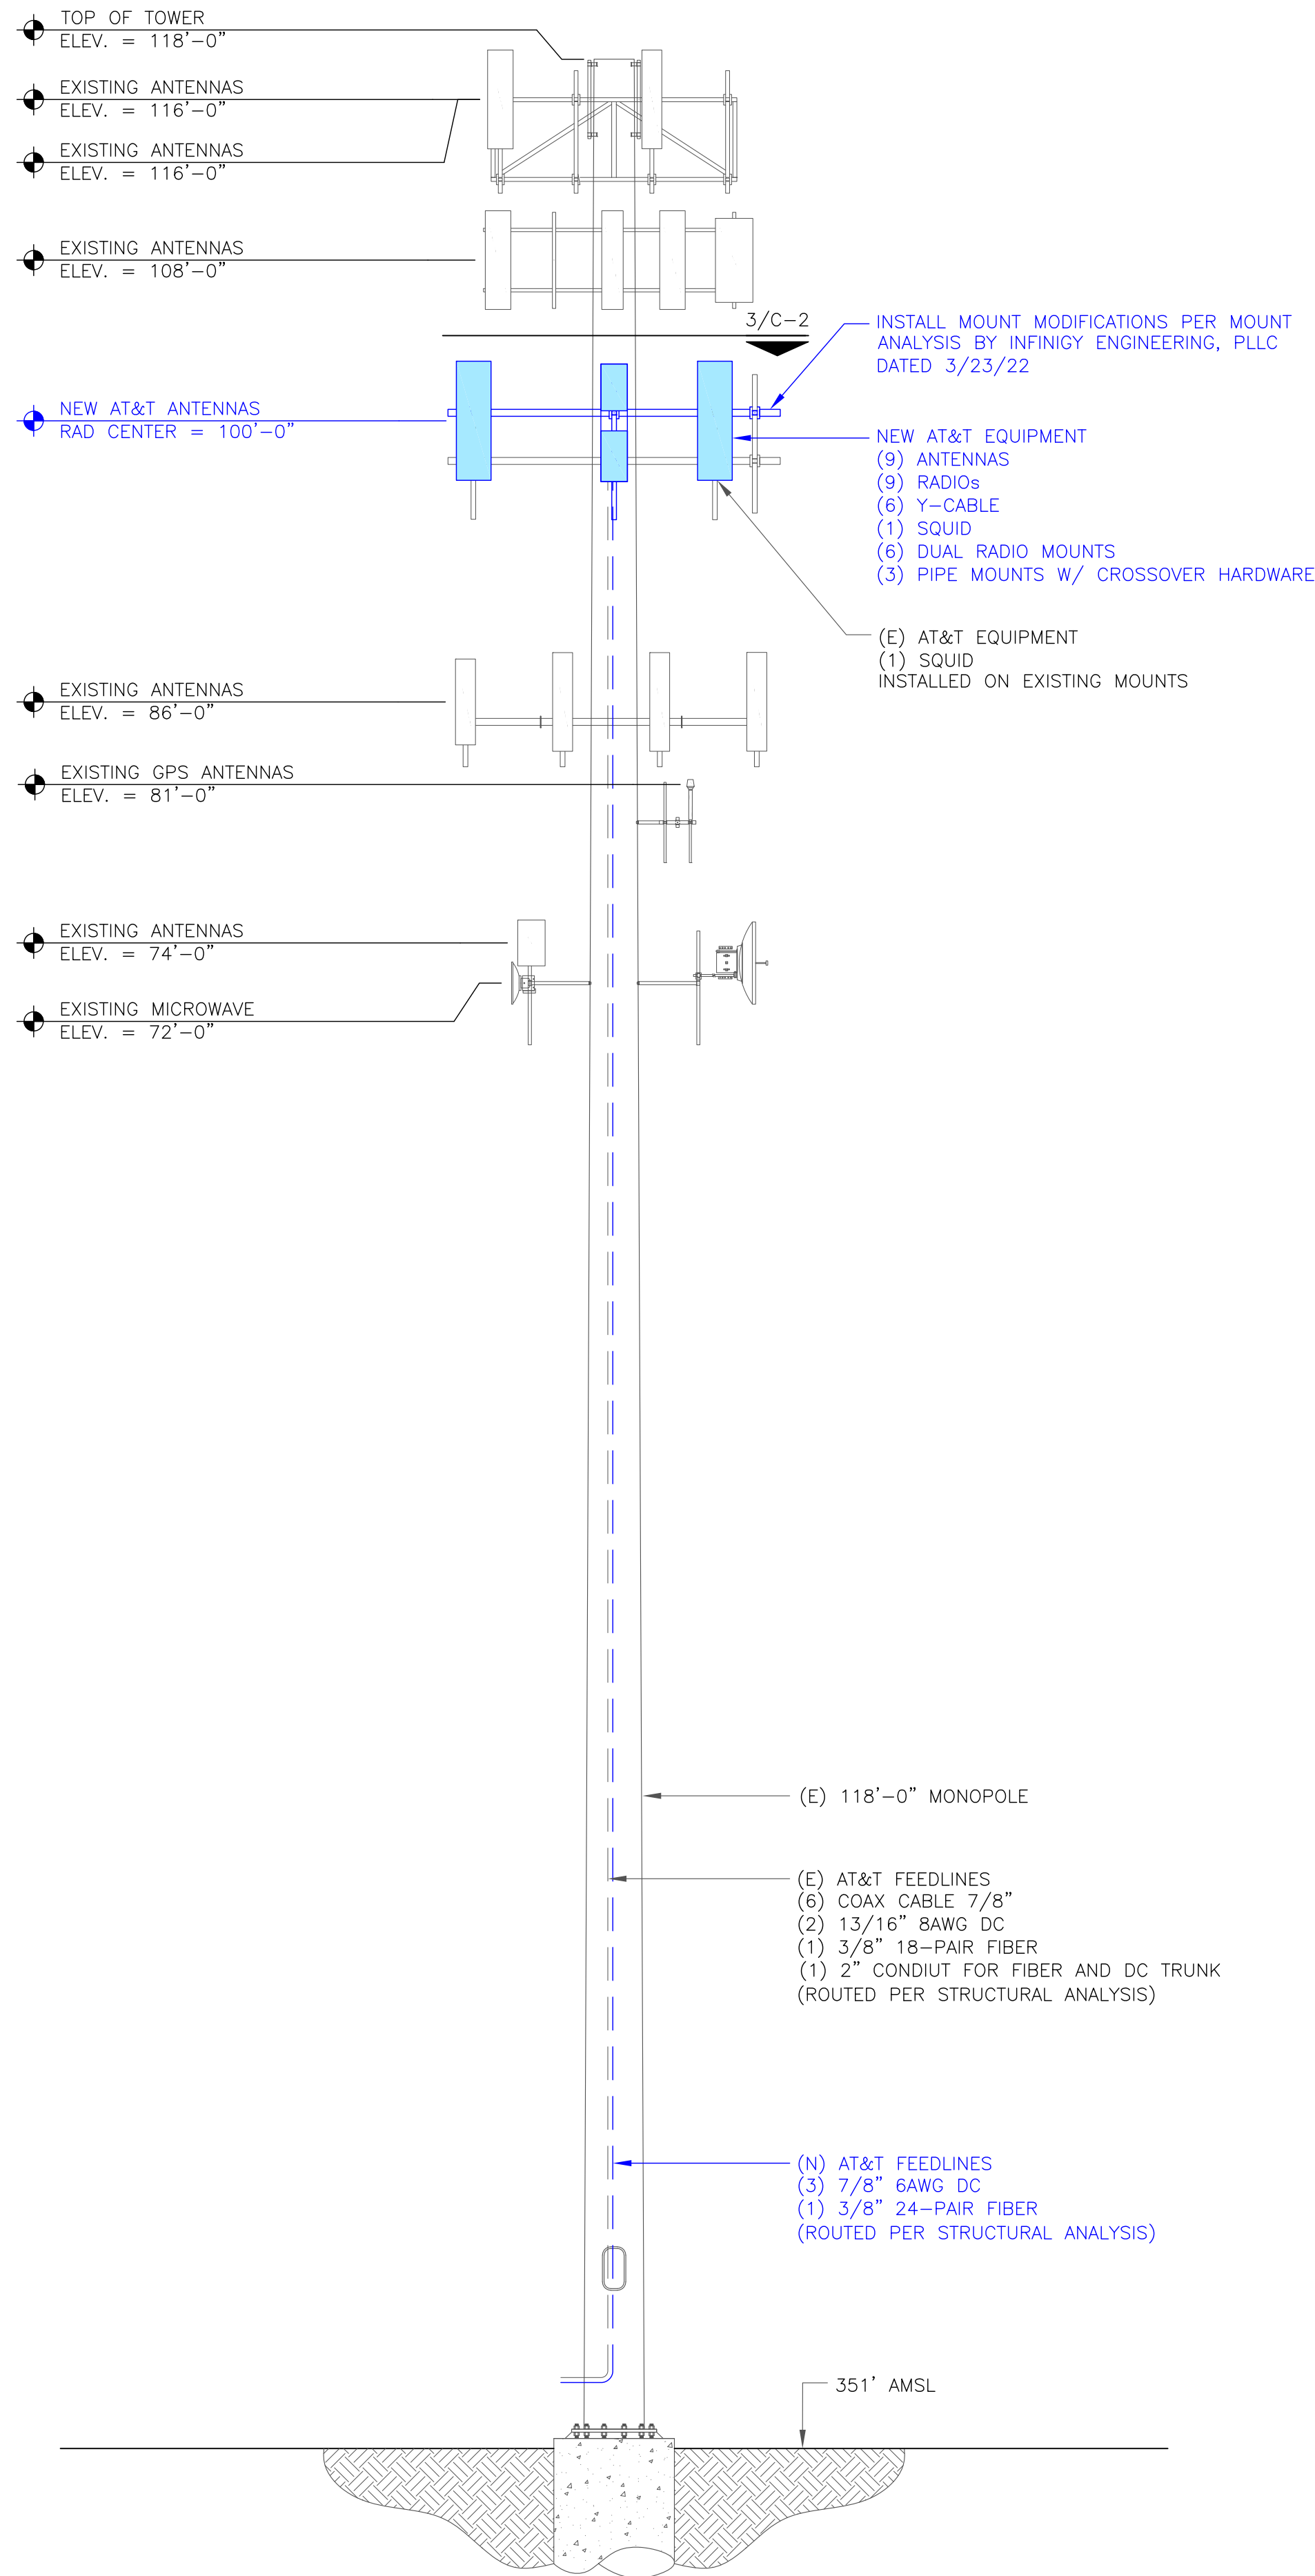 TOP OF TOWER
ELEV. = 118'-0"
EXISTING ANTENNAS
ELEV. = 116'-0"
EXISTING ANTENNAS
ELEV. = 116'-0"
EXISTING ANTENNAS
ELEV. = 108'-0"
3/C-2
INSTALL MOUNT MODIFICATIONS PER MOUNT
ANALYSIS BY INFINIGY ENGINEERING, PLLC
DATED 3/23/22
NEW AT&T ANTENNAS
RAD CENTER = 100'-0"
NEW AT&T EQUIPMENT
(9) ANTENNAS
(9) RADIOs
(6) Y-CABLE
(1) SQUID
(6) DUAL RADIO MOUNTS
(3) PIPE MOUNTS W/ CROSSOVER HARDWARE
(E) AT&T EQUIPMENT
(1) SQUID
INSTALLED ON EXISTING MOUNTS
EXISTING ANTENNAS
ELEV. = 86'-0"
EXISTING GPS ANTENNAS
ELEV. = 81'-0"
EXISTING ANTENNAS
ELEV. = 74'-0"
EXISTING MICROWAVE
ELEV. = 72'-0"
(E) 118'-0" MONOPOLE
(E) AT&T FEEDLINES
(6) COAX CABLE 7/8"
(2) 13/16" 8AWG DC
(1) 3/8" 18-PAIR FIBER
(1) 2" CONDIUT FOR FIBER AND DC TRUNK
(ROUTED PER STRUCTURAL ANALYSIS)
(N) AT&T FEEDLINES
(3) 7/8" 6AWG DC
(1) 3/8" 24-PAIR FIBER
(ROUTED PER STRUCTURAL ANALYSIS)
351' AMSL